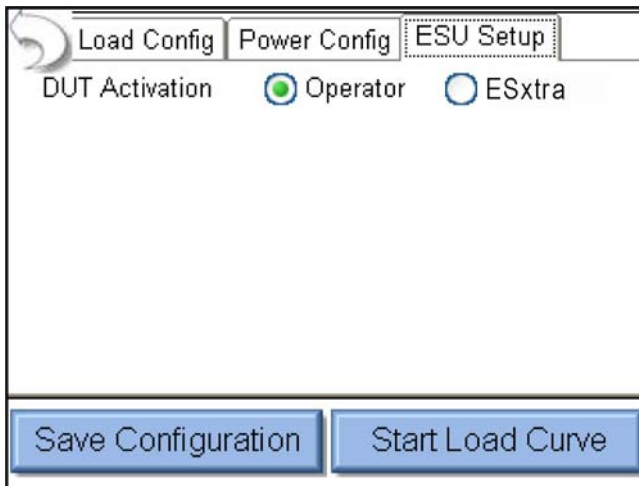 Load Config Power Config ESU Setup
DUT Activation Operator ESxtra
Save Configuration Start Load Curve